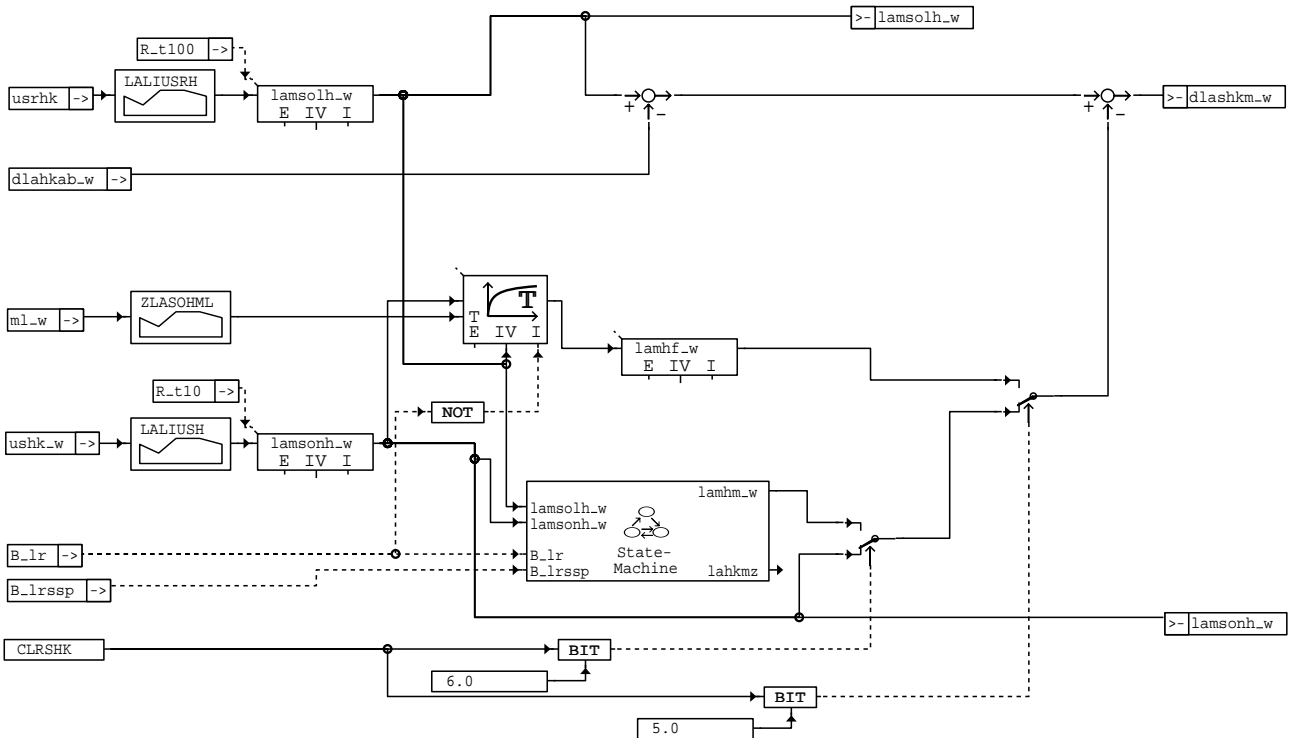 >- lamsolh_w
R_t100 ->
LALIUSRH
usrhk ->
lamsolh_w
E IV I
+
−
+
−
>- dlashkm_w
dlahkab_w ->
ZLASOHML
T
T
E IV I
ml_w ->
lamhf_w
E IV I
R_t10 ->
NOT
LALIUSH
ushk_w ->
lamsonh_w
E IV I
lamhm_w
lamsolh_w
lamsonh_w
B_lr ->
B_lr
State-
Machine
B_lrssp
lahkmz
B_lrssp ->
>- lamsonh_w
CLRSHK
BIT
6.0
BIT
5.0